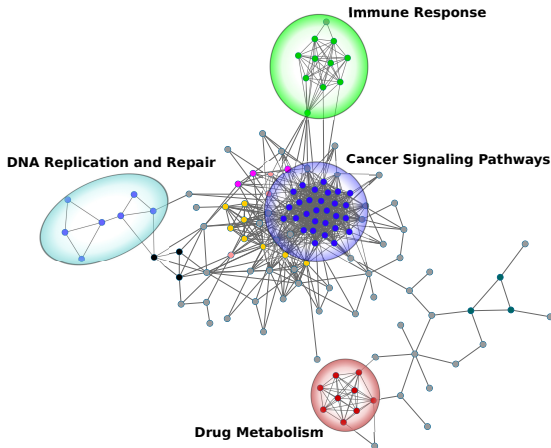 Immune Response
DNA Replication and Repair
Cancer Signaling Pathways
Drug Metabolism